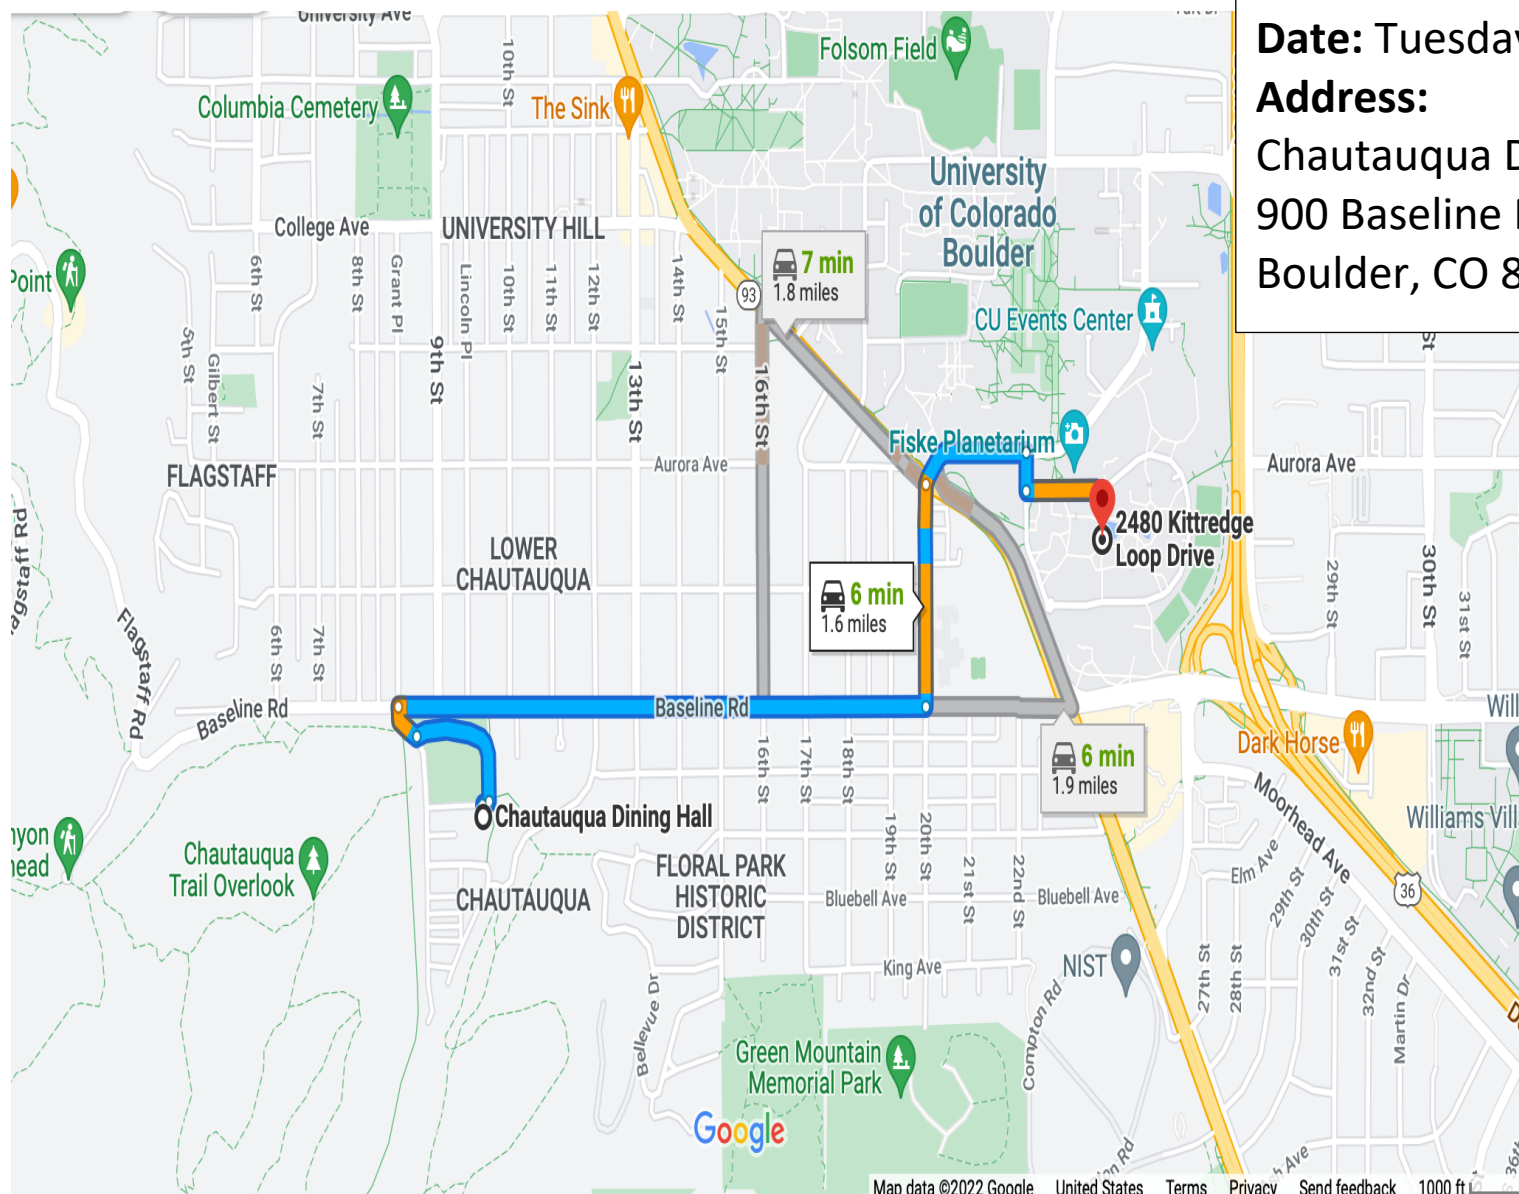 University Ave
Folsom Field
Columbia Cemetery
10th St
The Sink
Date: Tuesday
Address:
Chautauqua D
900 Baseline
Boulder, CO 8
University
of Colorado
Boulder
College Ave
UNIVERSITY HILL
Point
6th St
8th St
Grant Pl
Lincoln Pl
10th St
11th St
12th St
14th St
15th St
93
7 min
1.8 miles
CU Events Center
5th St
Gilbert St
7th St
9th St
13th St
16th St
St
Fiske Planetarium
FLAGSTAFF
Aurora Ave
Aurora Ave
2480 Kittredge
Loop Drive
LOWER
CHAUTAUQUA
6 min
1.6 miles
29th St
30th St
31st St
agstaff Rd
Flagstaff Rd
6th St
7th St
Baseline Rd
Baseline Rd
16th St
17th St
18th St
6 min
1.9 miles
Dark Horse
Will
Moorhead Ave
Williams Vill
Chautauqua Dining Hall
nyon
head
Chautauqua
Trail Overlook
CHAUTAUQUA
FLORAL PARK
HISTORIC
DISTRICT
19th St
20th St
21st St
22nd St
Bluebell Ave
Bluebell Ave
Elm Ave
29th St
30th St
31st St
32nd St
Martin Dr
36
King Ave
NIST
27th St
28th St
Bellevue Dr
Compton Rd
Green Mountain
Memorial Park
Google
Rd
Ave
Map data ©2022 Google United States Terms Privacy Send feedback 1000 ft